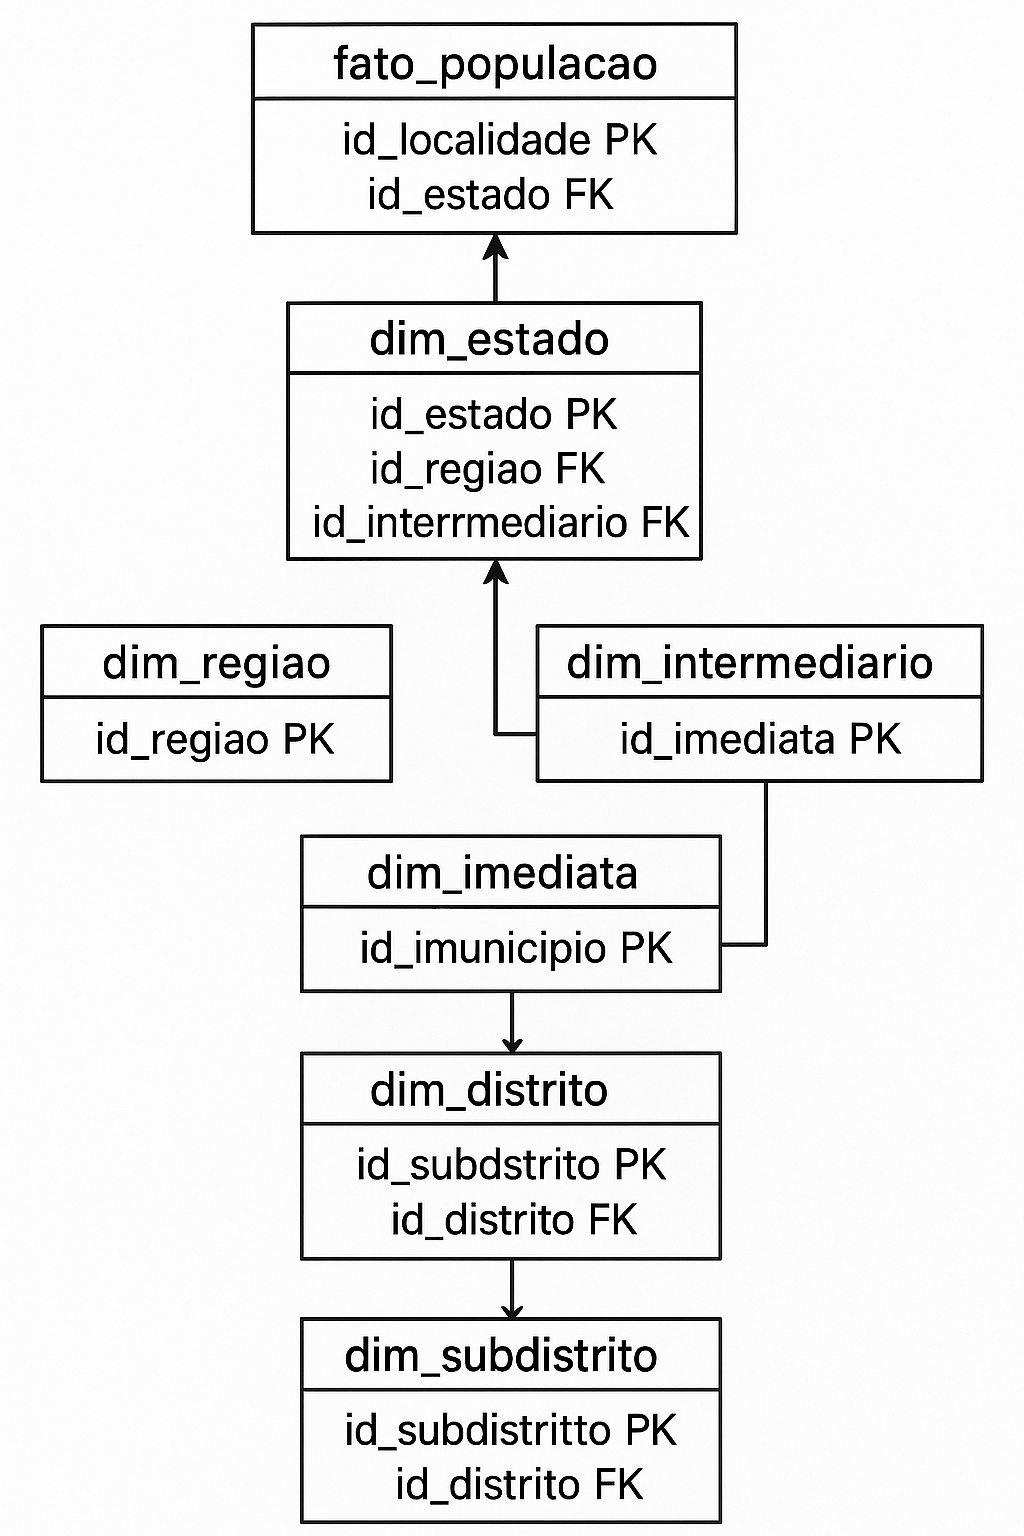 fato_populacao
id_localidade PK
id_estado FK
dim_estado
id_estado PK
id_regiao FK
id_interrmediario FK
dim_regiao
id_regiao PK
dim_intermediario
id_imediata PK
dim_imediata
id_imunicipio PK
dim_distrito
id_subdstrito PK
id_distrito FK
dim_subdistrito
id_subdistritto PK
id_distrito FK